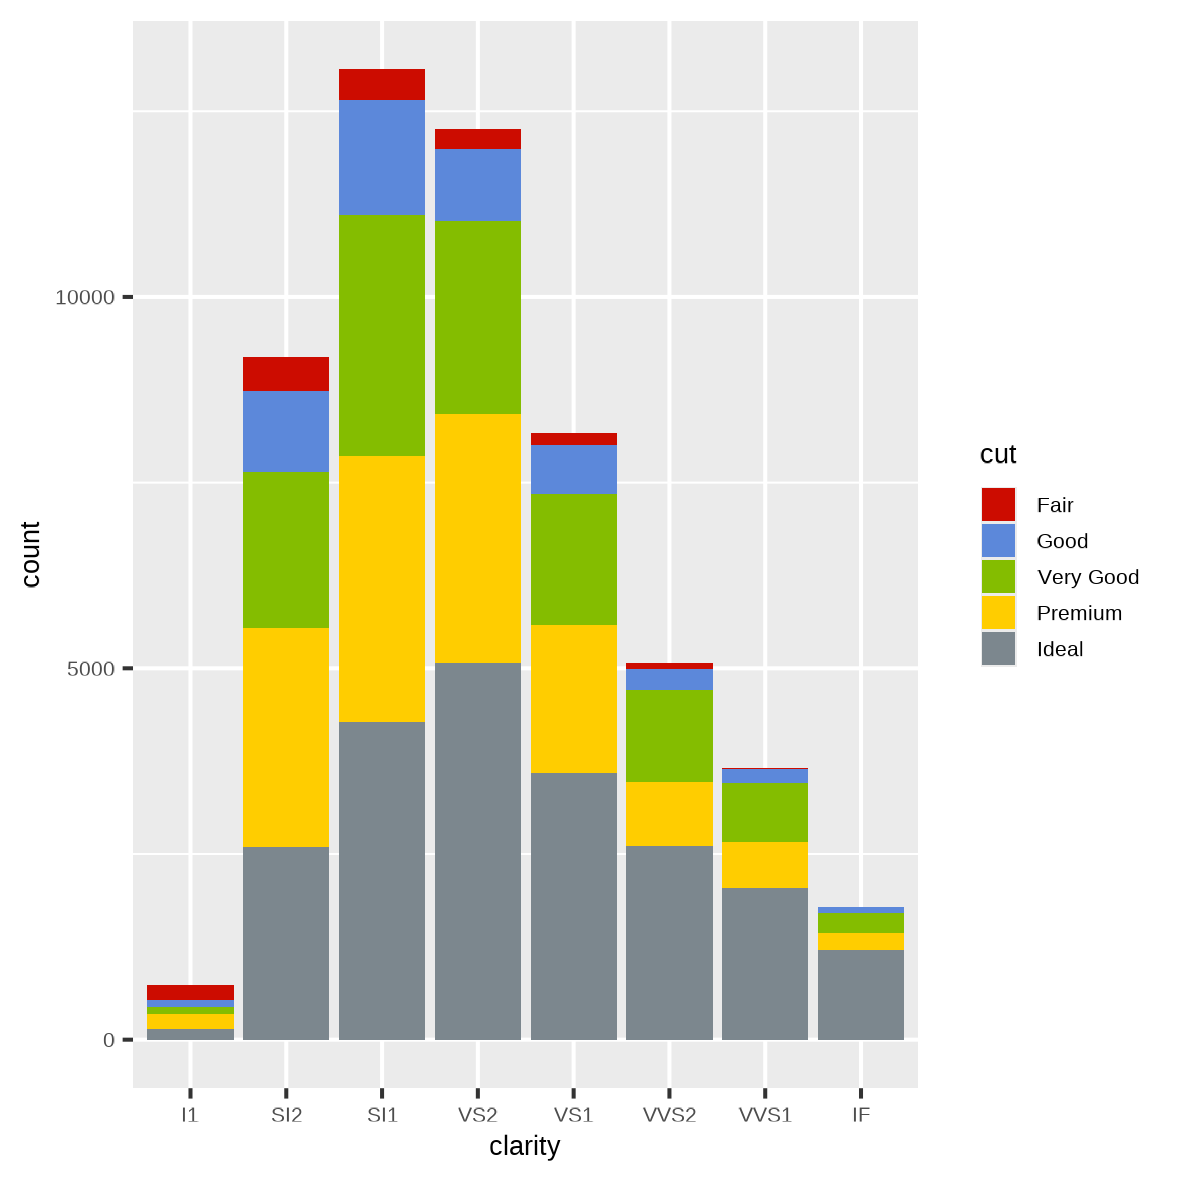 10000
5000
0
count
I1 SI2 SI1 VS2 VS1 VVS2 VVS1 IF
clarity
cut
Fair
Good
Very Good
Premium
Ideal